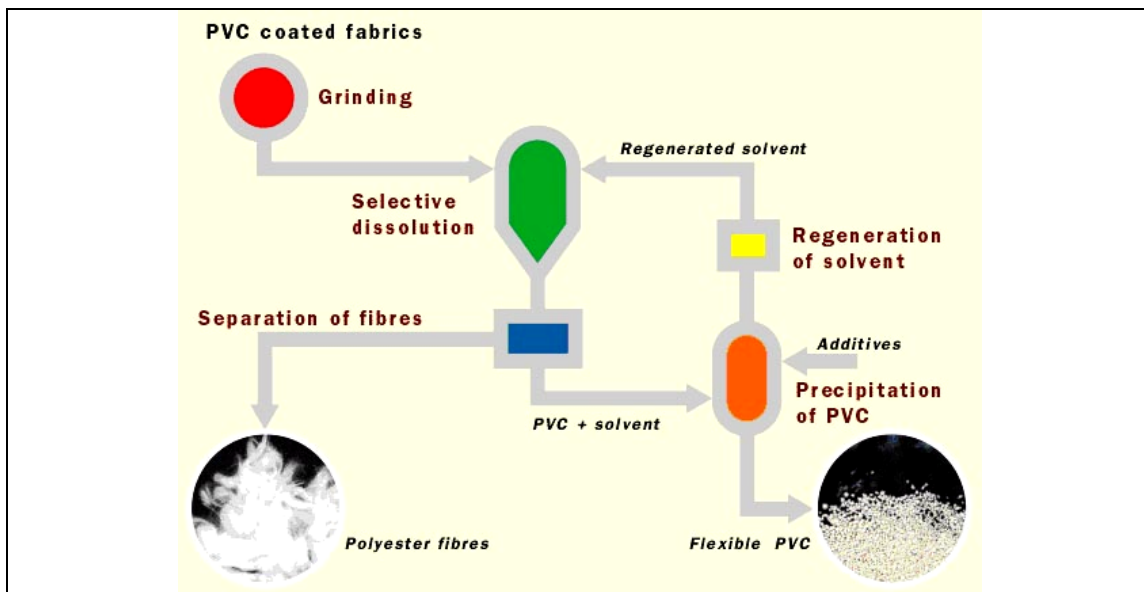 PVC coated fabrics
Grinding
Regenerated solvent
Selective
dissolution
Regeneration
of solvent
Separation of fibres
Additives
Precipitation
of PVC
PVC + solvent
Polyester fibres
Flexible PVC